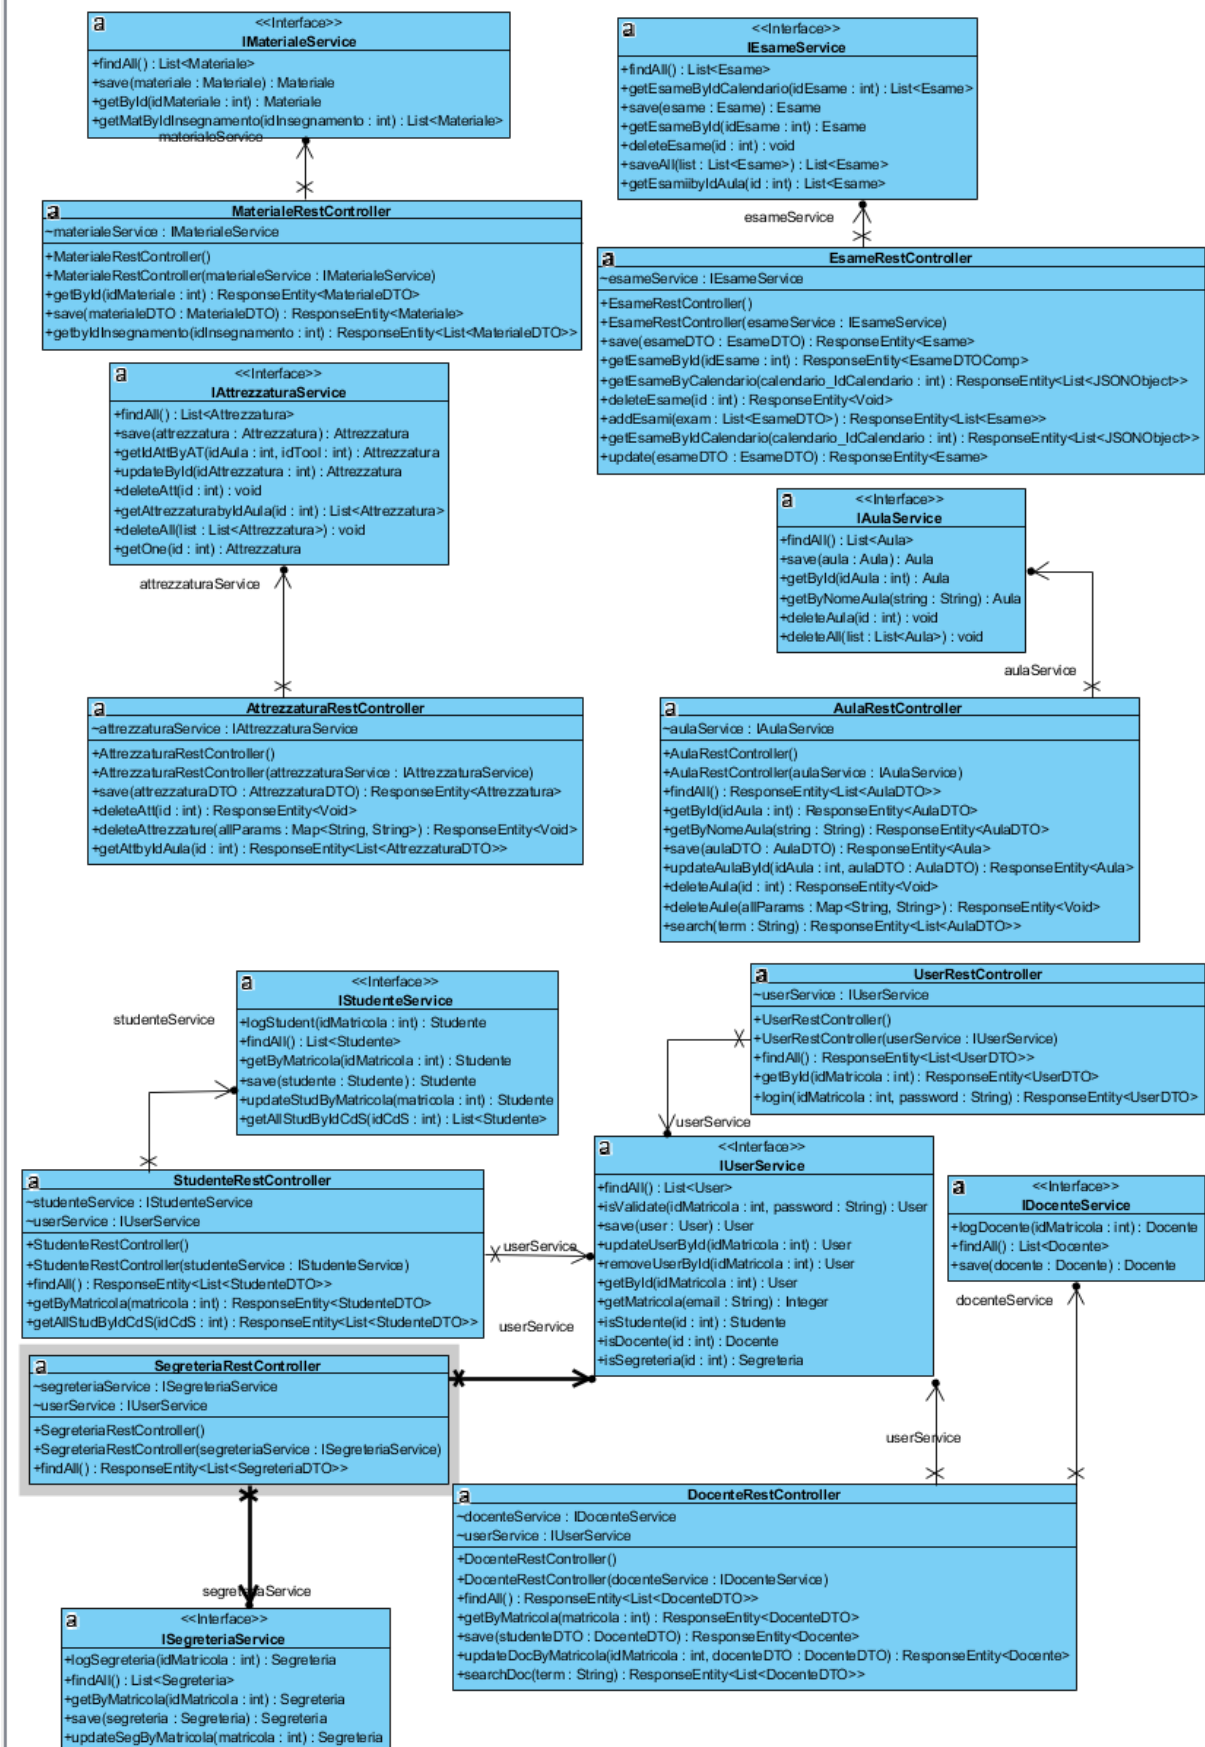 a
<<Interface>>
IMaterialeService
+findAll() : List<Materiale>
+save(materiale : Materiale) : Materiale
+getById(idMateriale : int) : Materiale
+getMatByIdInsegnamento(idInsegnamento : int) : List<Materiale>
materialeService
a
<<Interface>>
IEsameService
+findAll() : List<Esame>
+getEsameByIdCalendario(idEsame : int) : List<Esame>
+save(esame : Esame) : Esame
+getEsameById(idEsame : int) : Esame
+deleteEsame(id : int) : void
+saveAll(list : List<Esame>) : List<Esame>
+getEsamiibyIdAula(id : int) : List<Esame>
esameService
a
MaterialeRestController
~materialeService : IMaterialeService
+MaterialeRestController()
+MaterialeRestController(materialeService : IMaterialeService)
+getById(idMateriale : int) : ResponseEntity<MaterialeDTO>
+save(materialeDTO : MaterialeDTO) : ResponseEntity<Materiale>
+getbyIdInsegnamento(idInsegnamento : int) : ResponseEntity<List<MaterialeDTO>>
a
EsameRestController
~esameService : IEsameService
+EsameRestController()
+EsameRestController(esameService : IEsameService)
+save(esameDTO : EsameDTO) : ResponseEntity<Esame>
+getEsameById(idEsame : int) : ResponseEntity<EsameDTOComp>
+getEsameByCalendario(calendario_IdCalendario : int) : ResponseEntity<List<JSONObject>>
+deleteEsame(id : int) : ResponseEntity<Void>
+addEsami(exam : List<EsameDTO>) : ResponseEntity<List<Esame>>
+getEsameByIdCalendario(calendario_IdCalendario : int) : ResponseEntity<List<JSONObject>>
+update(esameDTO : EsameDTO) : ResponseEntity<Esame>
a
<<Interface>>
IAttrezzaturaService
+findAll() : List<Attrezzatura>
+save(attrezzatura : Attrezzatura) : Attrezzatura
+getIdAttByAT(idAula : int, idTool : int) : Attrezzatura
+updateById(idAttrezzatura : int) : Attrezzatura
+deleteAtt(id : int) : void
+getAttrezzaturabyIdAula(id : int) : List<Attrezzatura>
+deleteAll(list : List<Attrezzatura>) : void
+getOne(id : int) : Attrezzatura
attrezzaturaService
a
<<Interface>>
IAulaService
+findAll() : List<Aula>
+save(aula : Aula) : Aula
+getById(idAula : int) : Aula
+getByNomeAula(string : String) : Aula
+deleteAula(id : int) : void
+deleteAll(list : List<Aula>) : void
aulaService
a
AttrezzaturaRestController
~attrezzaturaService : IAttrezzaturaService
+AttrezzaturaRestController()
+AttrezzaturaRestController(attrezzaturaService : IAttrezzaturaService)
+save(attrezzaturaDTO : AttrezzaturaDTO) : ResponseEntity<Attrezzatura>
+deleteAtt(id : int) : ResponseEntity<Void>
+deleteAttrezzature(allParams : Map<String, String>) : ResponseEntity<Void>
+getAttbyIdAula(id : int) : ResponseEntity<List<AttrezzaturaDTO>>
a
AulaRestController
~aulaService : IAulaService
+AulaRestController()
+AulaRestController(aulaService : IAulaService)
+findAll() : ResponseEntity<List<AulaDTO>>
+getById(idAula : int) : ResponseEntity<AulaDTO>
+getByNomeAula(string : String) : ResponseEntity<AulaDTO>
+save(aulaDTO : AulaDTO) : ResponseEntity<Aula>
+updateAulaById(idAula : int, aulaDTO : AulaDTO) : ResponseEntity<Aula>
+deleteAula(id : int) : ResponseEntity<Void>
+deleteAule(allParams : Map<String, String>) : ResponseEntity<Void>
+search(term : String) : ResponseEntity<List<AulaDTO>>
a
<<Interface>>
IStudenteService
+logStudent(idMatricola : int) : Studente
+findAll() : List<Studente>
+getByMatricola(idMatricola : int) : Studente
+save(studente : Studente) : Studente
+updateStudByMatricola(matricola : int) : Studente
+getAllStudByIdCdS(idCdS : int) : List<Studente>
studenteService
a
UserRestController
~userService : IUserService
+UserRestController()
+UserRestController(userService : IUserService)
+findAll() : ResponseEntity<List<UserDTO>>
+getById(idMatricola : int) : ResponseEntity<UserDTO>
+login(idMatricola : int, password : String) : ResponseEntity<UserDTO>
userService
a
<<Interface>>
IUserService
+findAll() : List<User>
+isValidate(idMatricola : int, password : String) : User
+save(user : User) : User
+updateUserById(idMatricola : int) : User
+removeUserById(idMatricola : int) : User
+getById(idMatricola : int) : User
+getMatricola(email : String) : Integer
+isStudente(id : int) : Studente
+isDocente(id : int) : Docente
+isSegreteria(id : int) : Segreteria
a
<<Interface>>
IDocenteService
+logDocente(idMatricola : int) : Docente
+findAll() : List<Docente>
+save(docente : Docente) : Docente
docenteService
a
StudenteRestController
~studenteService : IStudenteService
~userService : IUserService
+StudenteRestController()
+StudenteRestController(studenteService : IStudenteService)
+findAll() : ResponseEntity<List<StudenteDTO>>
+getByMatricola(matricola : int) : ResponseEntity<StudenteDTO>
+getAllStudByIdCdS(idCdS : int) : ResponseEntity<List<StudenteDTO>>
userService
userService
a
SegreteriaRestController
~segreteriaService : ISegreteriaService
~userService : IUserService
+SegreteriaRestController()
+SegreteriaRestController(segreteriaService : ISegreteriaService)
+findAll() : ResponseEntity<List<SegreteriaDTO>>
userService
a
DocenteRestController
~docenteService : IDocenteService
~userService : IUserService
+DocenteRestController()
+DocenteRestController(docenteService : IDocenteService)
+findAll() : ResponseEntity<List<DocenteDTO>>
+getByMatricola(matricola : int) : ResponseEntity<DocenteDTO>
+save(studenteDTO : DocenteDTO) : ResponseEntity<Docente>
+updateDocByMatricola(idMatricola : int, docenteDTO : DocenteDTO) : ResponseEntity<Docente>
+searchDoc(term : String) : ResponseEntity<List<DocenteDTO>>
segreteriaService
a
<<Interface>>
ISegreteriaService
+logSegreteria(idMatricola : int) : Segreteria
+findAll() : List<Segreteria>
+getByMatricola(idMatricola : int) : Segreteria
+save(segreteria : Segreteria) : Segreteria
+updateSegByMatricola(matricola : int) : Segreteria